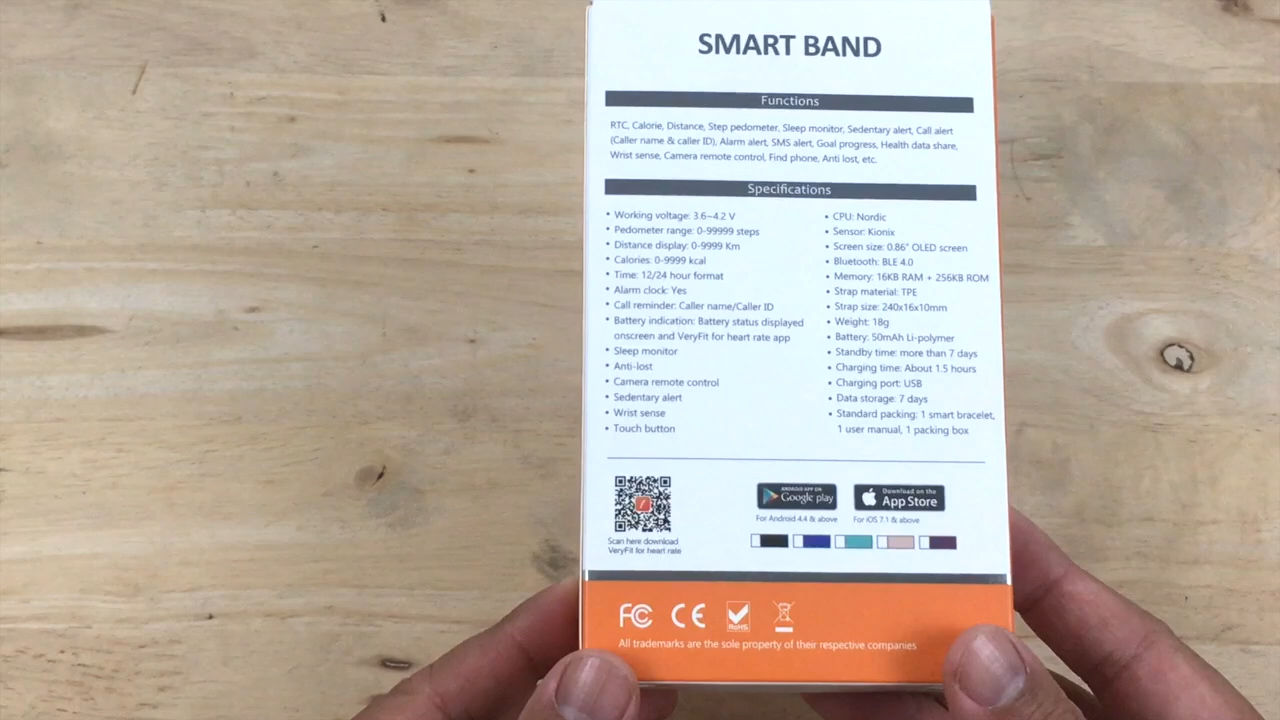 SMART BAND
Functions
RTC, Calorie, Distance, Step pedometer, Sleep monitor, Sedentary alert, Call alert
(Caller name & caller ID), Alarm alert, SMS alert, Goal progress, Health data share,
Wrist sense, Camera remote control, Find phone, Anti lost, etc.
Specifications
• Working voltage: 3.6~4.2 V
• Pedometer range: 0-99999 steps
• Distance display: 0-9999 Km
• Calories: 0-9999 kcal
• Time: 12/24 hour format
• Alarm clock: Yes
• Call reminder: Caller name/Caller ID
• Battery indication: Battery status displayed
onscreen and VeryFit for heart rate app
• Sleep monitor
• Anti-lost
• Camera remote control
• Sedentary alert
• Wrist sense
• Touch button
• CPU: Nordic
• Sensor: Kionix
• Screen size: 0.86" OLED screen
• Bluetooth: BLE 4.0
• Memory: 16KB RAM + 256KB ROM
• Strap material: TPE
• Strap size: 240x16x10mm
• Weight: 18g
• Battery: 50mAh Li-polymer
• Standby time: more than 7 days
• Charging time: About 1.5 hours
• Charging port: USB
• Data storage: 7 days
• Standard packing: 1 smart bracelet,
1 user manual, 1 packing box
Scan here download
VeryFit for heart rate
ANDROID APP ON
Google play
For Android 4.4 & above
Download on the
App Store
For iOS 7.1 & above
FC CE RoHS
All trademarks are the sole property of their respective companies